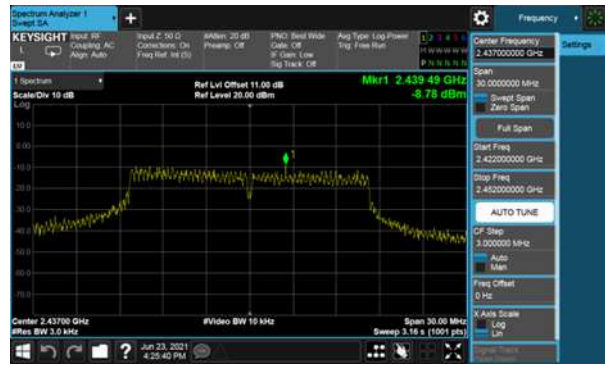 Spectrum Analyzer 1
Swept SA
+
Frequency
KEYSIGHT
Input: RF
Coupling: AC
Align: Auto
Input Z: 50 Ω
Corrections: On
Freq Ref: Int (S)
#Atten: 20 dB
Preamp: Off
PNO: Best Wide
Gate: Off
IF Gain: Low
Sig Track: Off
Avg Type: Log-Power
Trig: Free Run
1 2 3 4 5 6
M W W W W W
P N N N N N
Center Frequency
2.437000000 GHz
Settings
Span
30.0000000 MHz
Swept Span
Zero Span
Full Span
Start Freq
2.422000000 GHz
Stop Freq
2.452000000 GHz
AUTO TUNE
CF Step
3.000000 MHz
Auto
Man
Freq Offset
0 Hz
X Axis Scale
Log
Lin
Signal Track
1 Spectrum
Scale/Div 10 dB
Log
Ref Lvl Offset 11.00 dB
Ref Level 20.00 dBm
Mkr1 2.439 49 GHz
-8.78 dBm
1
10.0
0.00
-10.0
-20.0
-30.0
-40.0
-50.0
-60.0
-70.0
Center 2.43700 GHz
#Res BW 3.0 kHz
#Video BW 10 kHz
Span 30.00 MHz
Sweep 3.16 s (1001 pts)
?
Jun 23, 2021
4:25:40 PM